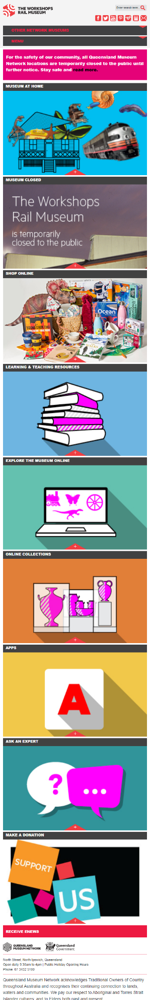 THE WORKSHOPS
RAIL MUSEUM
Enter search term...
OTHER NETWORK MUSEUMS
MENU
For the safety of our community, all Queensland Museum
Network locations are temporarily closed to the public until
further notice. Stay safe and read more.
MUSEUM AT HOME
MUSEUM CLOSED
The Workshops
Rail Museum
is temporarily
closed to the public
SHOP ONLINE
Ocean
LEARNING & TEACHING RESOURCES
EXPLORE THE MUSEUM ONLINE
ONLINE COLLECTIONS
APPS
A
ASK AN EXPERT
?
MAKE A DONATION
SUPPORT
US
RECEIVE ENEWS
QUEENSLAND
MUSEUM NETWORK
Queensland
Government
North Street, North Ipswich, Queensland
Open daily 9:30am to 4pm | Public Holiday Opening Hours
Phone: 07 3432 5100
Queensland Museum Network acknowledges Traditional Owners of Country
throughout Australia and recognises their continuing connection to lands,
waters and communities. We pay our respect to Aboriginal and Torres Strait
Islander cultures; and to Elders both past and present.